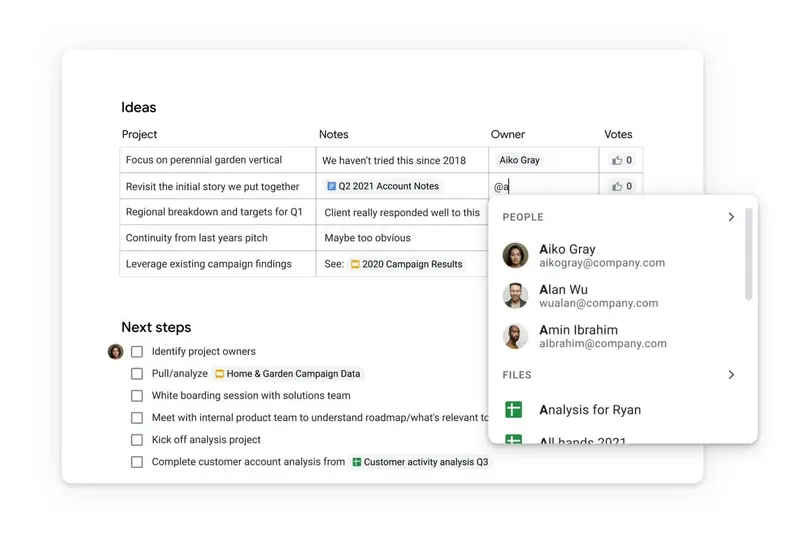 Ideas
Project Notes Owner Votes
Focus on perennial garden vertical We haven't tried this since 2018 Aiko Gray 0
Revisit the initial story we put together Q2 2021 Account Notes @a 0
Regional breakdown and targets for Q1 Client really responded well to this
Continuity from last years pitch Maybe too obvious
Leverage existing campaign findings See: 2020 Campaign Results
PEOPLE
Aiko Gray
aikogray@company.com
Alan Wu
wualan@company.com
Amin Ibrahim
aIbrahim@company.com
FILES
Analysis for Ryan
All hands 2021
Next steps
Identify project owners
Pull/analyze Home & Garden Campaign Data
White boarding session with solutions team
Meet with internal product team to understand roadmap/what's relevant to
Kick off analysis project
Complete customer account analysis from Customer activity analysis Q3